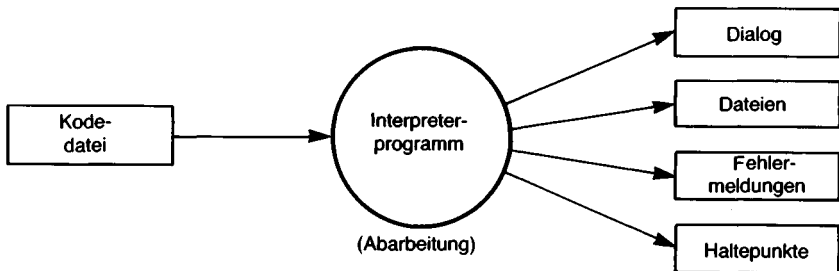 Kode-
datei
Interpreter-
programm
(Abarbeitung)
Dialog
Dateien
Fehler-
meldungen
Haltepunkte